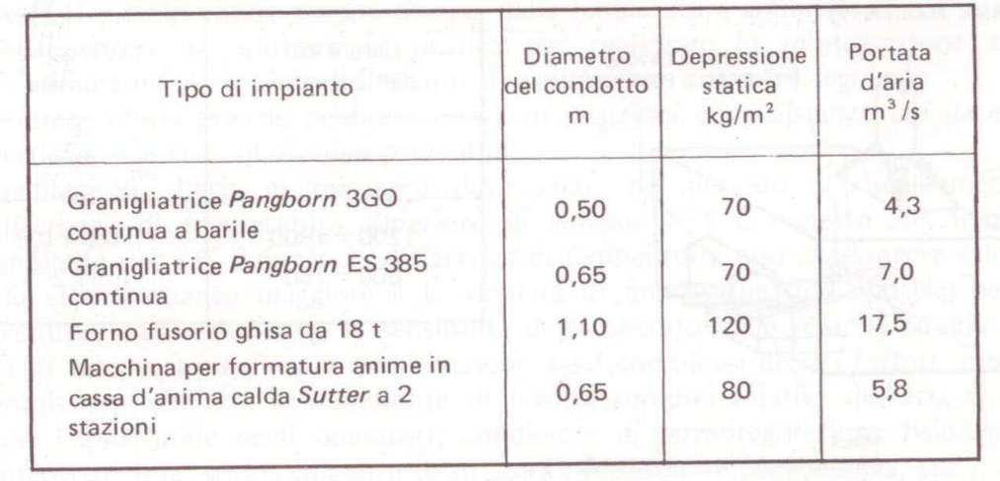 Tipo di impianto
Diametro
del condotto
m
Depressione
statica
kg/m²
Portata
d'aria
m³/s
Granigliatrice Pangborn 3GO
continua a barile
0,50
70
4,3
Granigliatrice Pangborn ES 385
continua
0,65
70
7,0
Forno fusorio ghisa da 18 t
1,10
120
17,5
Macchina per formatura anime in
cassa d'anima calda Sutter a 2
stazioni
0,65
80
5,8